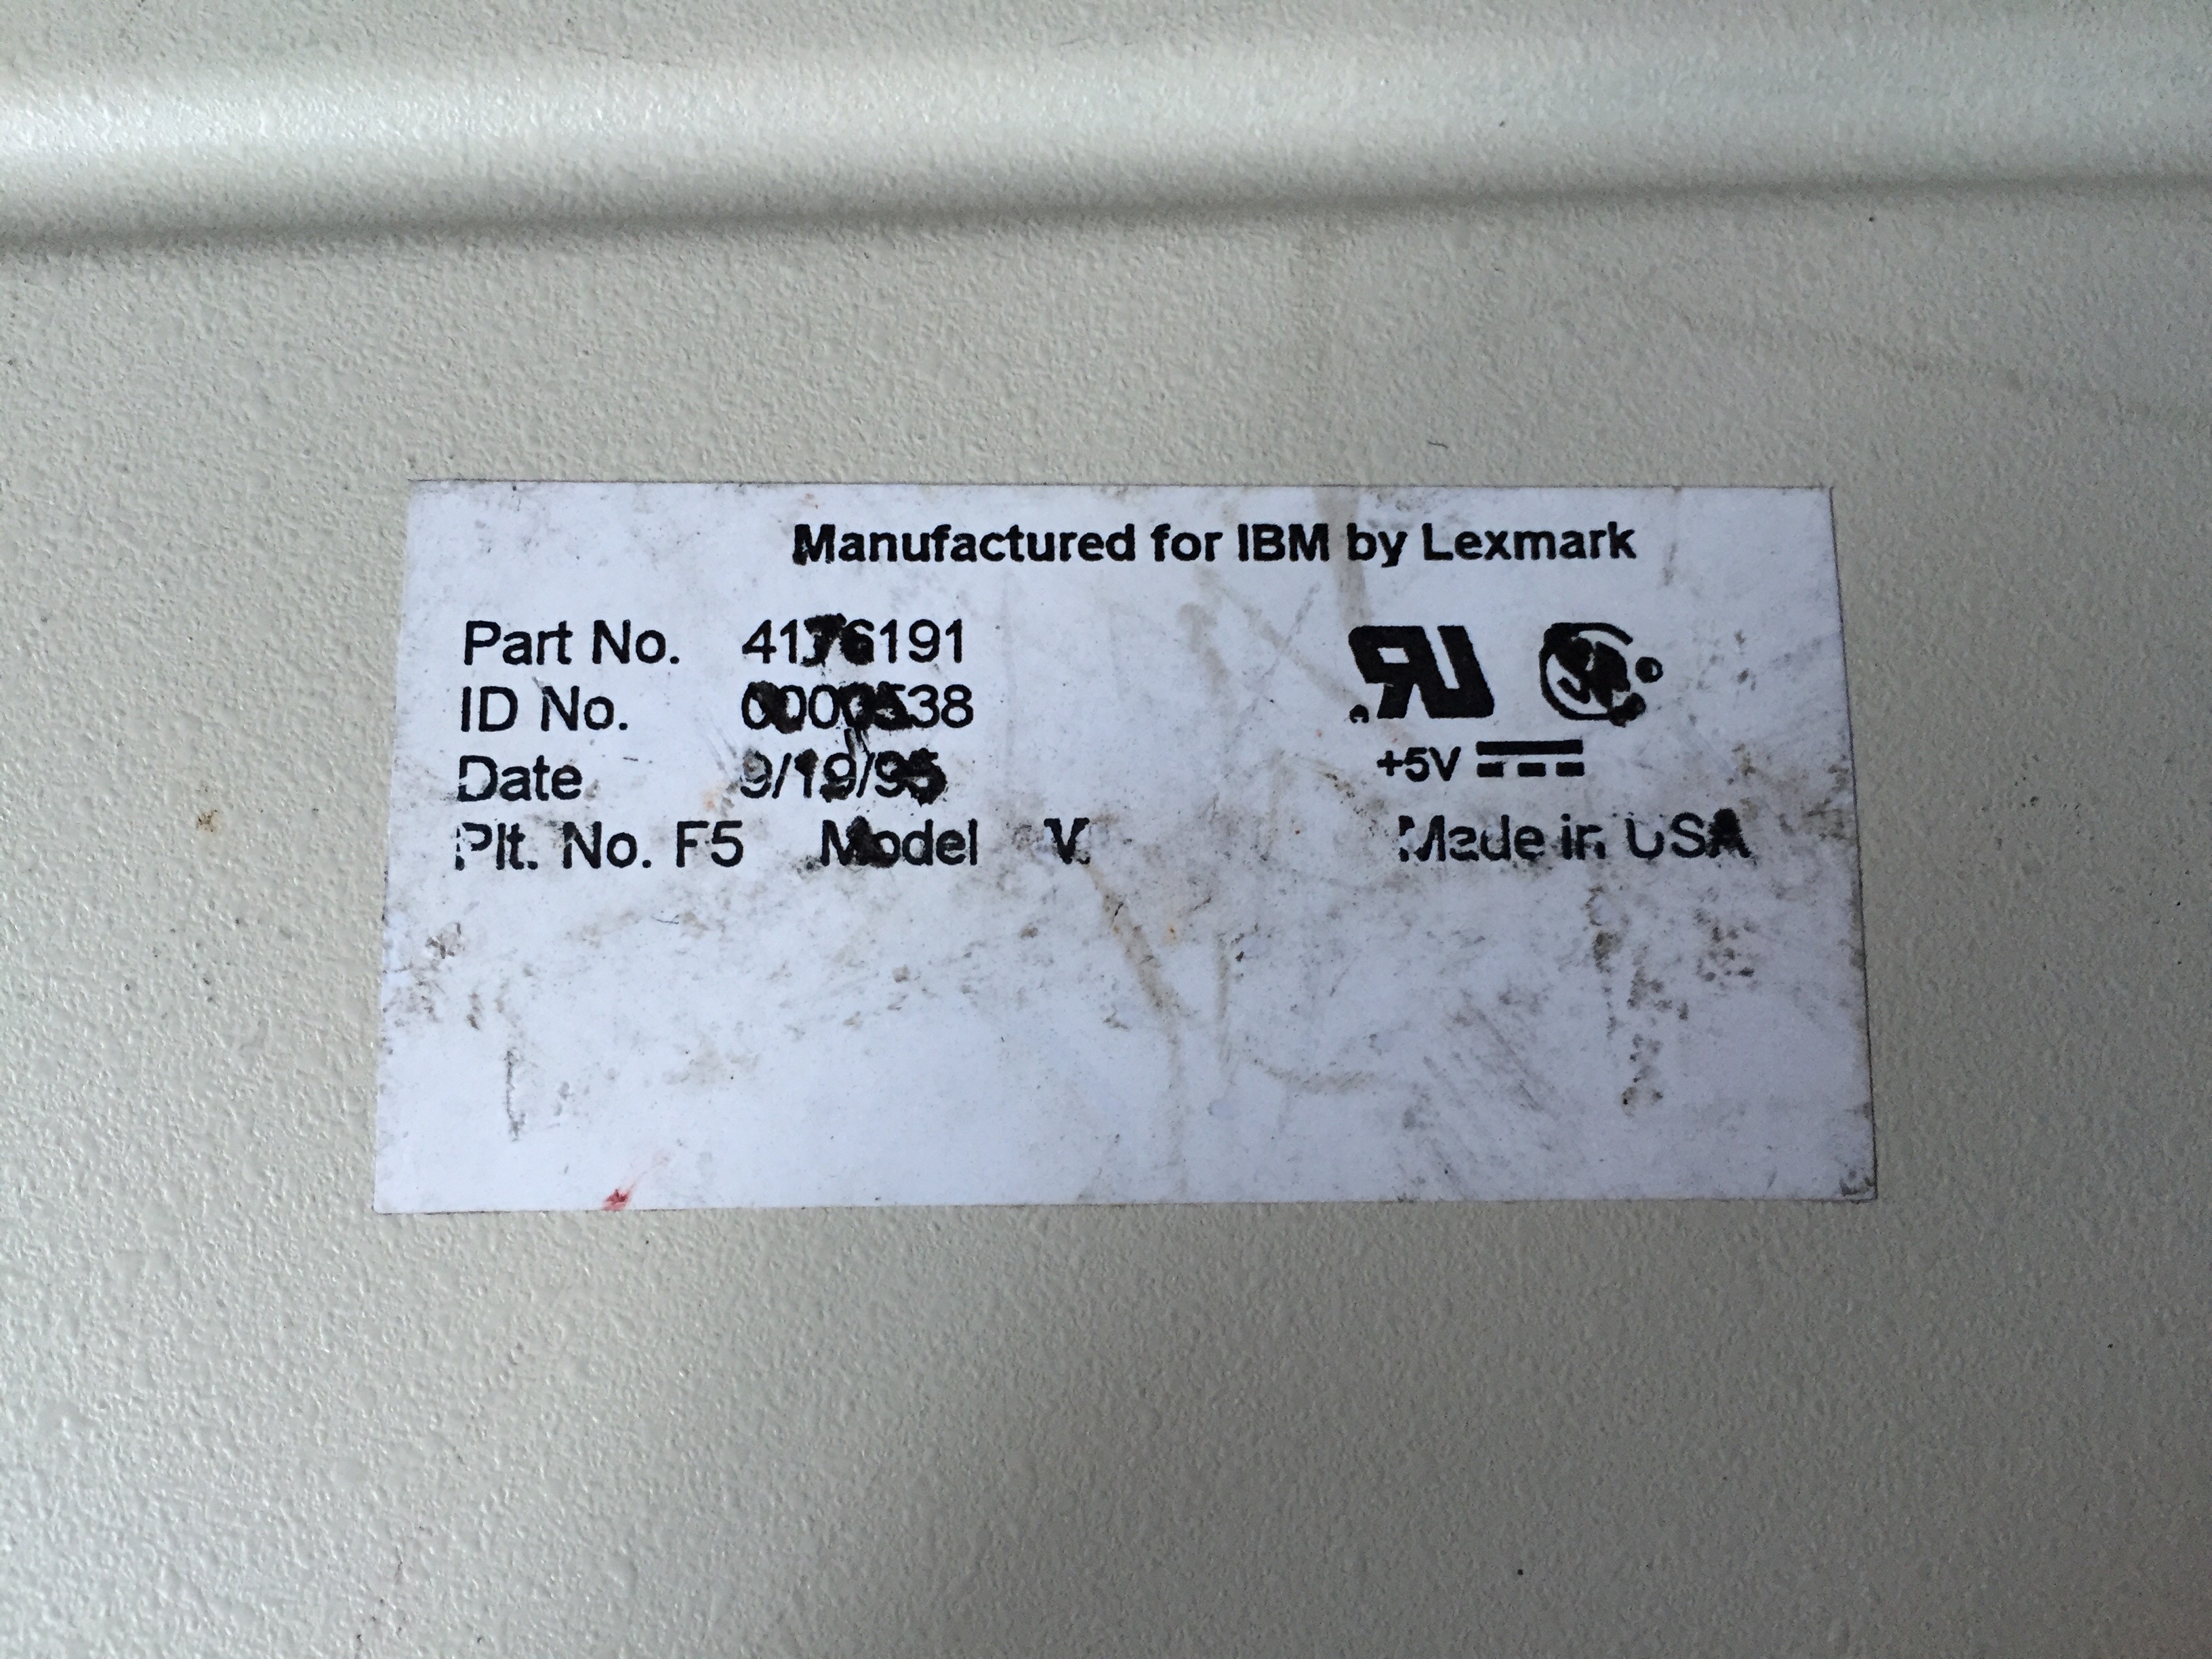 Manufactured for IBM by Lexmark
Part No. 4176191
ID No. 0000538
Date 9/19/95
Plt. No. F5 Model V
+5V
Made in USA